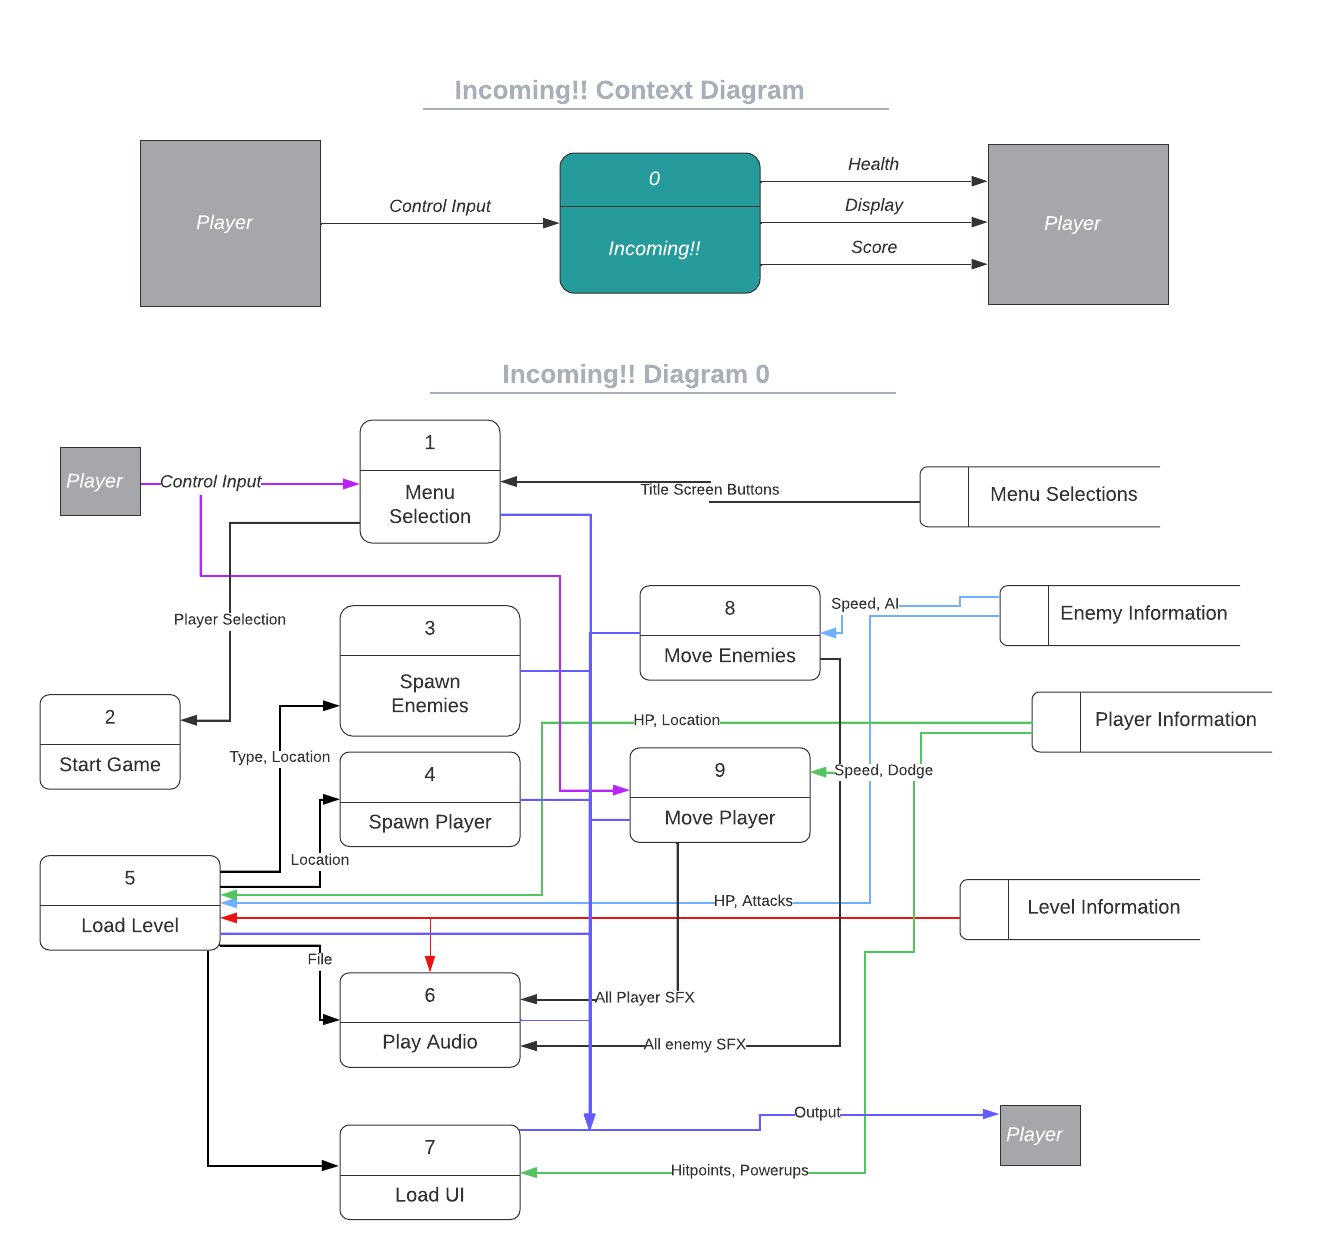 Incoming!! Context Diagram
Player
Control Input
0
Incoming!!
Health
Display
Score
Player
Incoming!! Diagram 0
Player
Control Input
1
Menu
Selection
Title Screen Buttons
Menu Selections
Player Selection
3
Spawn
Enemies
8
Move Enemies
Speed, AI
Enemy Information
2
Start Game
Type, Location
HP, Location
Player Information
4
Spawn Player
9
Move Player
Speed, Dodge
Location
5
Load Level
HP, Attacks
Level Information
File
6
Play Audio
All Player SFX
All enemy SFX
7
Load UI
Output
Player
Hitpoints, Powerups